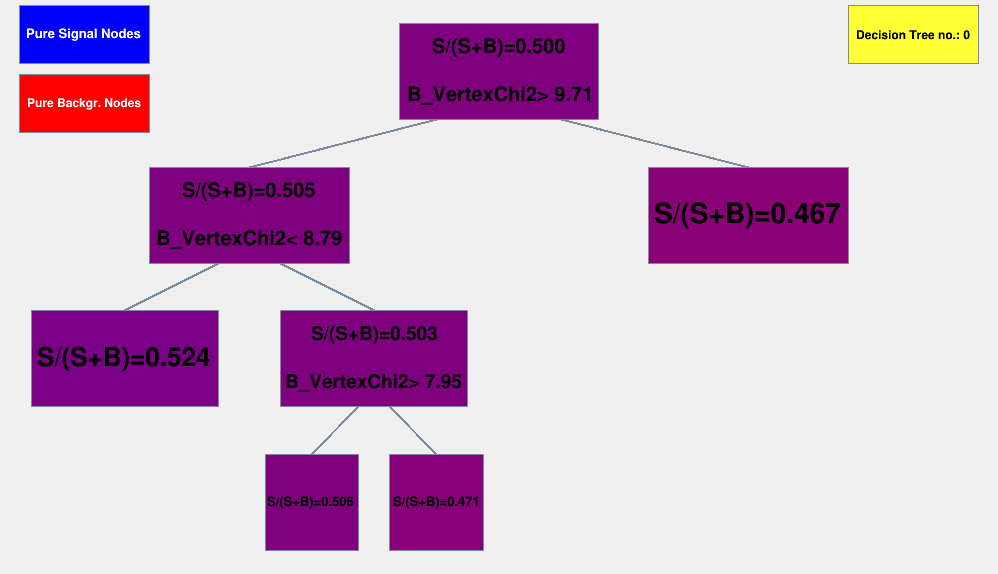 Pure Signal Nodes
Pure Backgr. Nodes
Decision Tree no.: 0
S/(S+B)=0.500
B_VertexChi2> 9.71
S/(S+B)=0.505
B_VertexChi2< 8.79
S/(S+B)=0.467
S/(S+B)=0.524
S/(S+B)=0.503
B_VertexChi2> 7.95
S/(S+B)=0.506
S/(S+B)=0.471